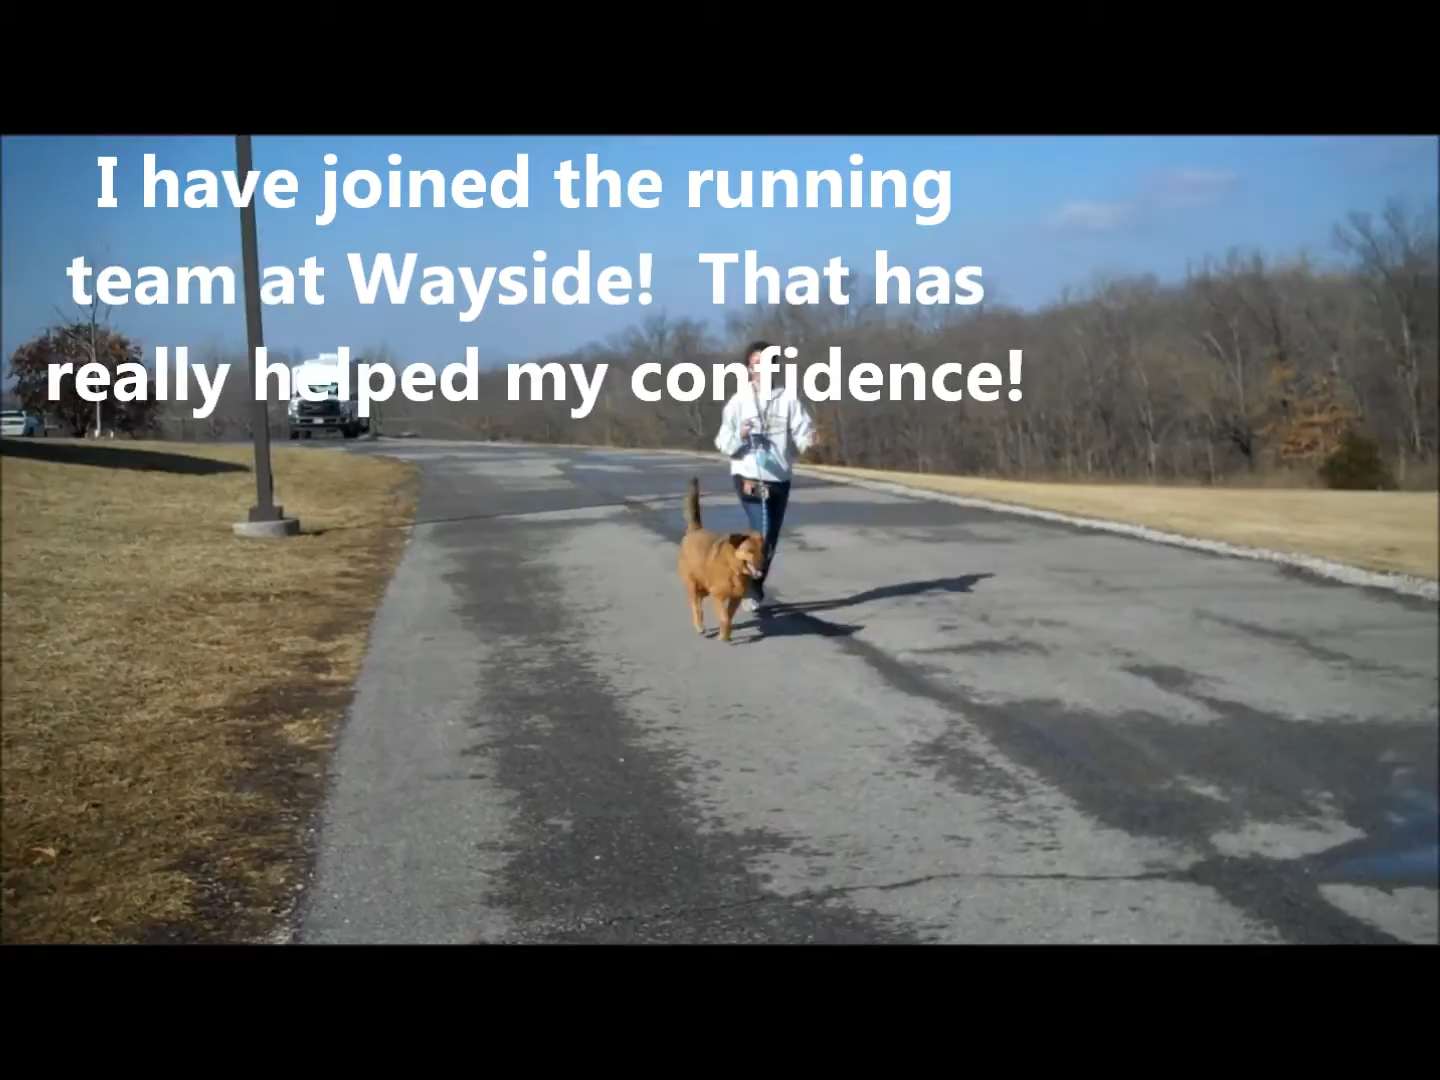 I have joined the running
team at Wayside!  That has
really helped my confidence!